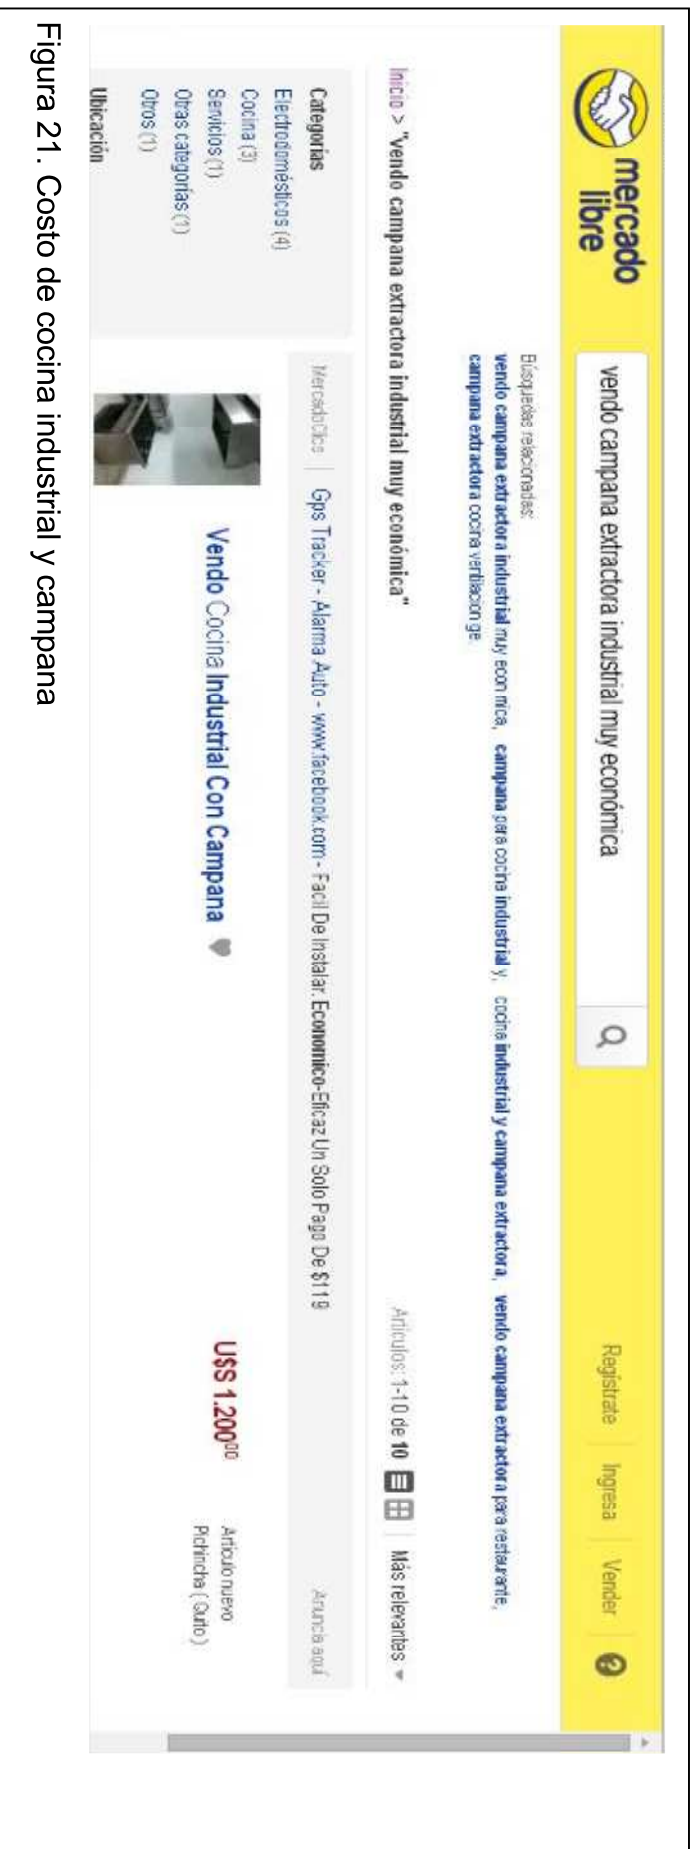 mercado
libre
vendo campana extractora industrial muy económica
Regístrate
Ingresa
Vender
?
Búsquedas relacionadas:
vendo campana extractora industrial muy econ mica, campana para cocina industrial y, cocina industrial y campana extractora, vendo campana extractora para restaurante,
campana extractora cocina ventilacion ge.
Inicio > "vendo campana extractora industrial muy económica"
Artículos: 1-10 de 10
Más relevantes
Categorías
Electrodomésticos (4)
Cocina (3)
Servicios (1)
Otras categorías (1)
Otros (1)
Ubicación
MercadoClics
Gps Tracker - Alarma Auto - www.facebook.com - Facil De Instalar. Economico-Eficaz Un Solo Pago De $119
Anuncia aquí
Vendo Cocina Industrial Con Campana
U$S 1.200⁰⁰
Artículo nuevo
Pichincha ( Quito )
Figura 21. Costo de cocina industrial y campana